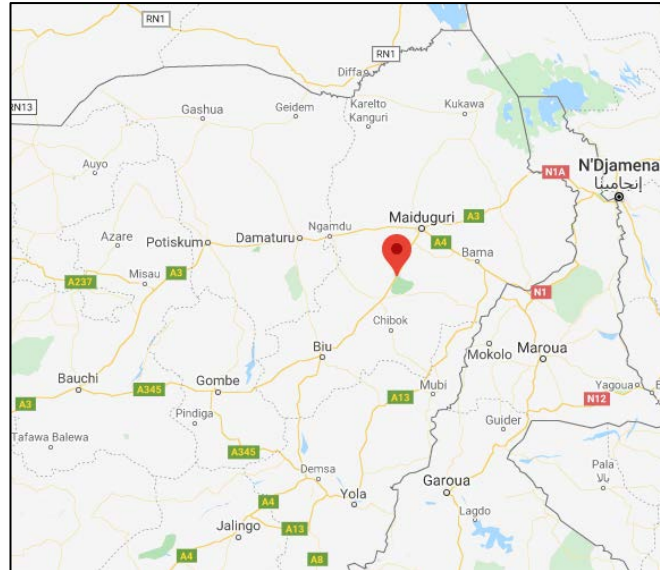 RN1
RN1
Diffa
RN13
Gashua
Geidem
Karelto
Kanguri
Kukawa
N'Djamena
إنجامينا
N1A
Auyo
Maiduguri
A3
Ngamdu
Azare
Potiskum
Damaturu
A4
Bama
A237
Misau
A3
N1
Chibok
Biu
Mokolo
Maroua
Bauchi
A345
Gombe
Mubi
Yagoua
A13
N12
A3
Pindiga
Guider
Tafawa Balewa
A345
Demsa
Pala
بالا
Yola
Garoua
A4
Lagdo
Jalingo
A13
A4
A8